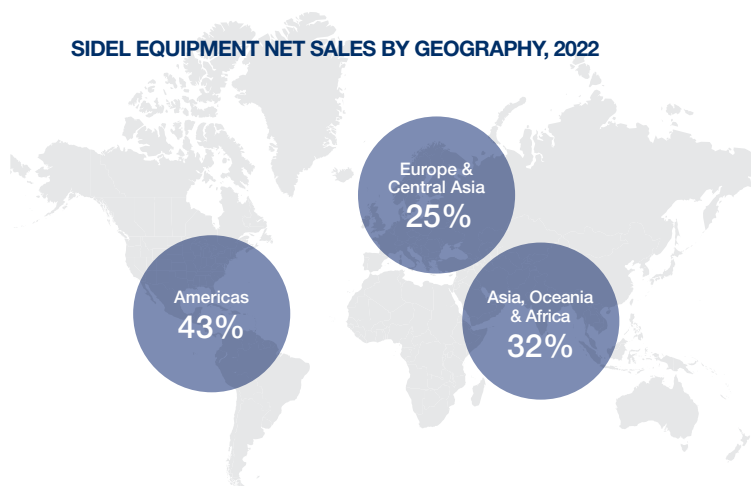 SIDEL EQUIPMENT NET SALES BY GEOGRAPHY, 2022
Europe &
Central Asia
25%
Americas
43%
Asia, Oceania
& Africa
32%